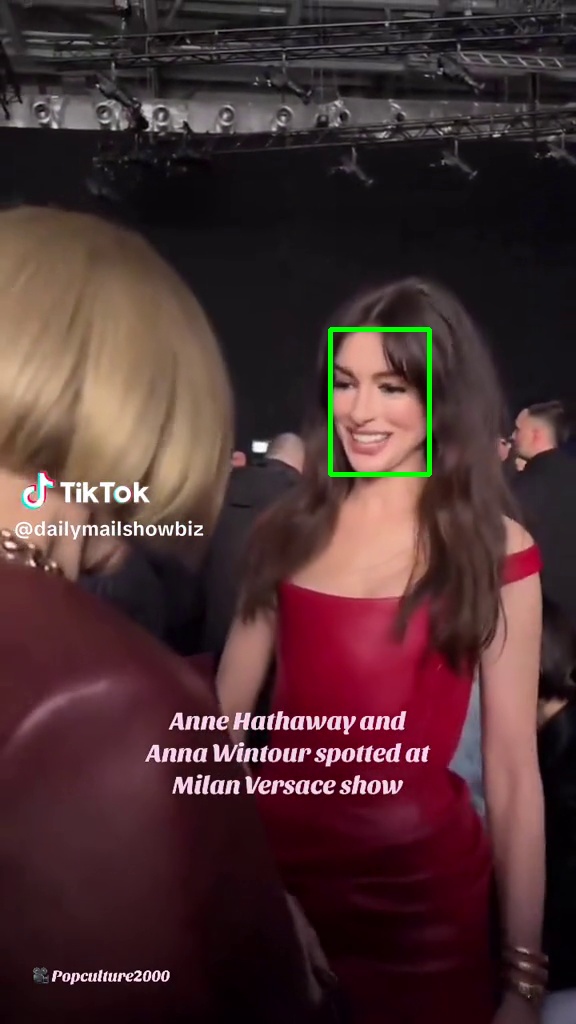 TikTok
@dailymailshowbiz
Anne Hathaway and
Anna Wintour spotted at
Milan Versace show
Popculture2000